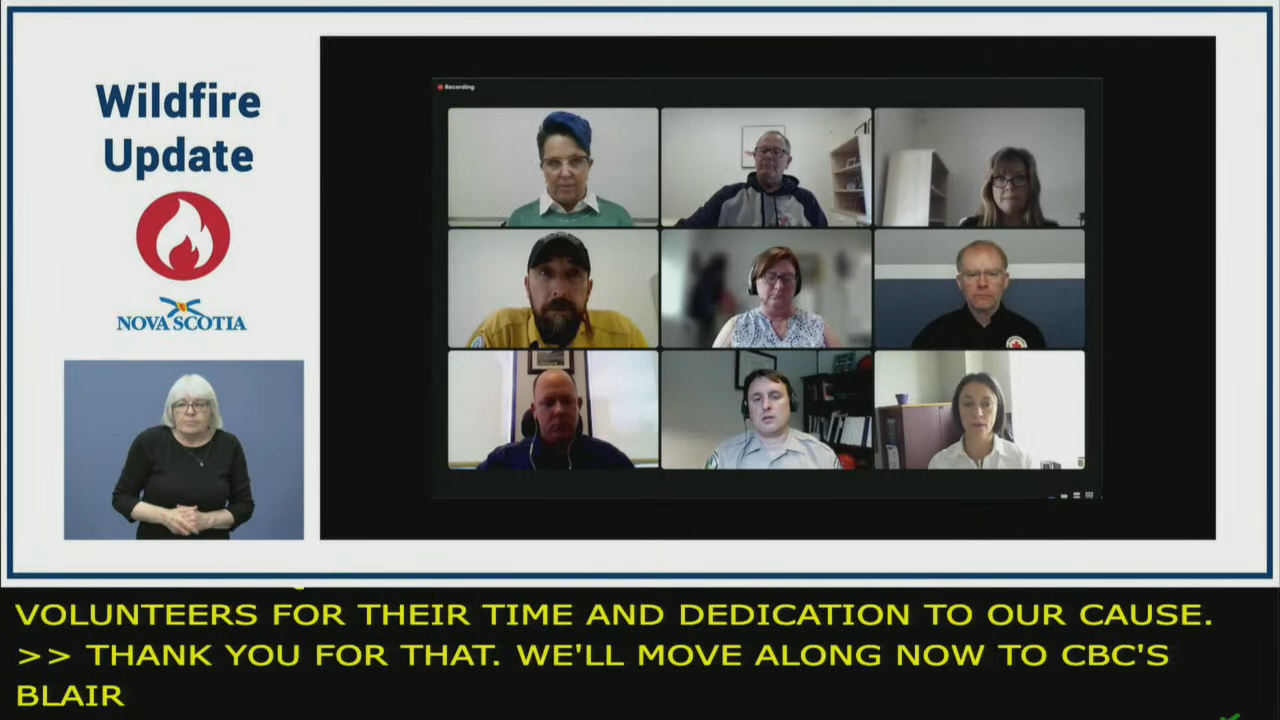 Wildfire
Update
NOVA SCOTIA
Recording
VOLUNTEERS FOR THEIR TIME AND DEDICATION TO OUR CAUSE.
>> THANK YOU FOR THAT. WE'LL MOVE ALONG NOW TO CBC'S
BLAIR